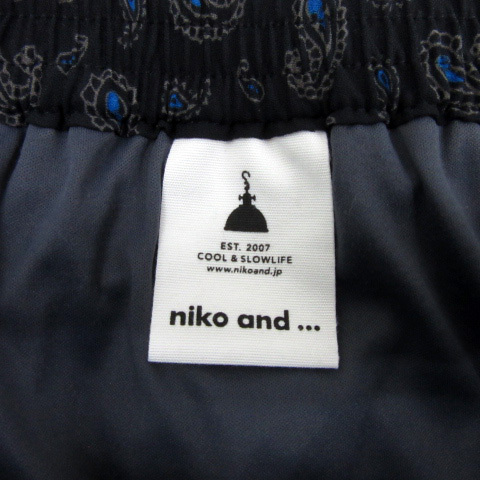 EST. 2007
COOL & SLOWLIFE
www.nikoand.jp
niko and ...